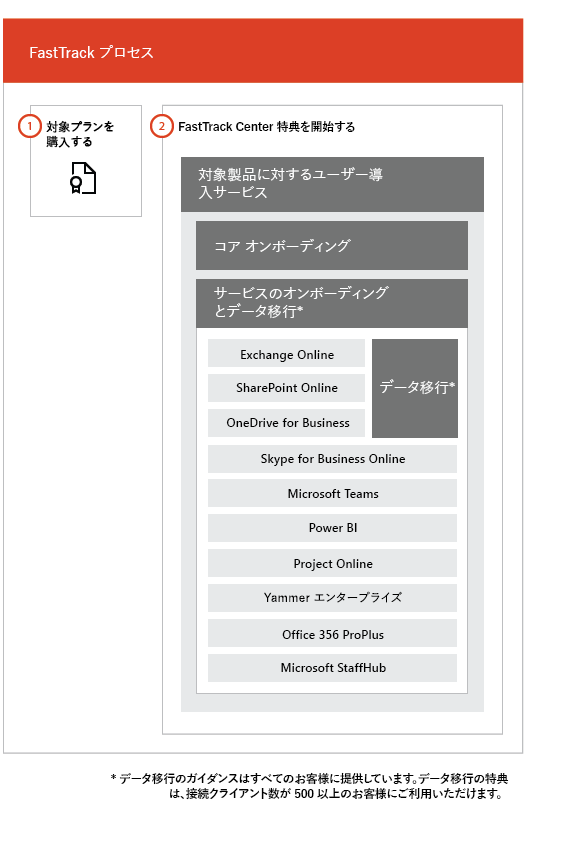 FastTrack プロセス
1
対象プランを
購入する
2
FastTrack Center 特典を開始する
対象製品に対するユーザー導
入サービス
コア オンボーディング
サービスのオンボーディング
とデータ移行*
Exchange Online
SharePoint Online
OneDrive for Business
データ移行*
Skype for Business Online
Microsoft Teams
Power BI
Project Online
Yammer エンタープライズ
Office 356 ProPlus
Microsoft StaffHub
* データ移行のガイダンスはすべてのお客様に提供しています。データ移行の特典
は、接続クライアント数が 500 以上のお客様にご利用いただけます。